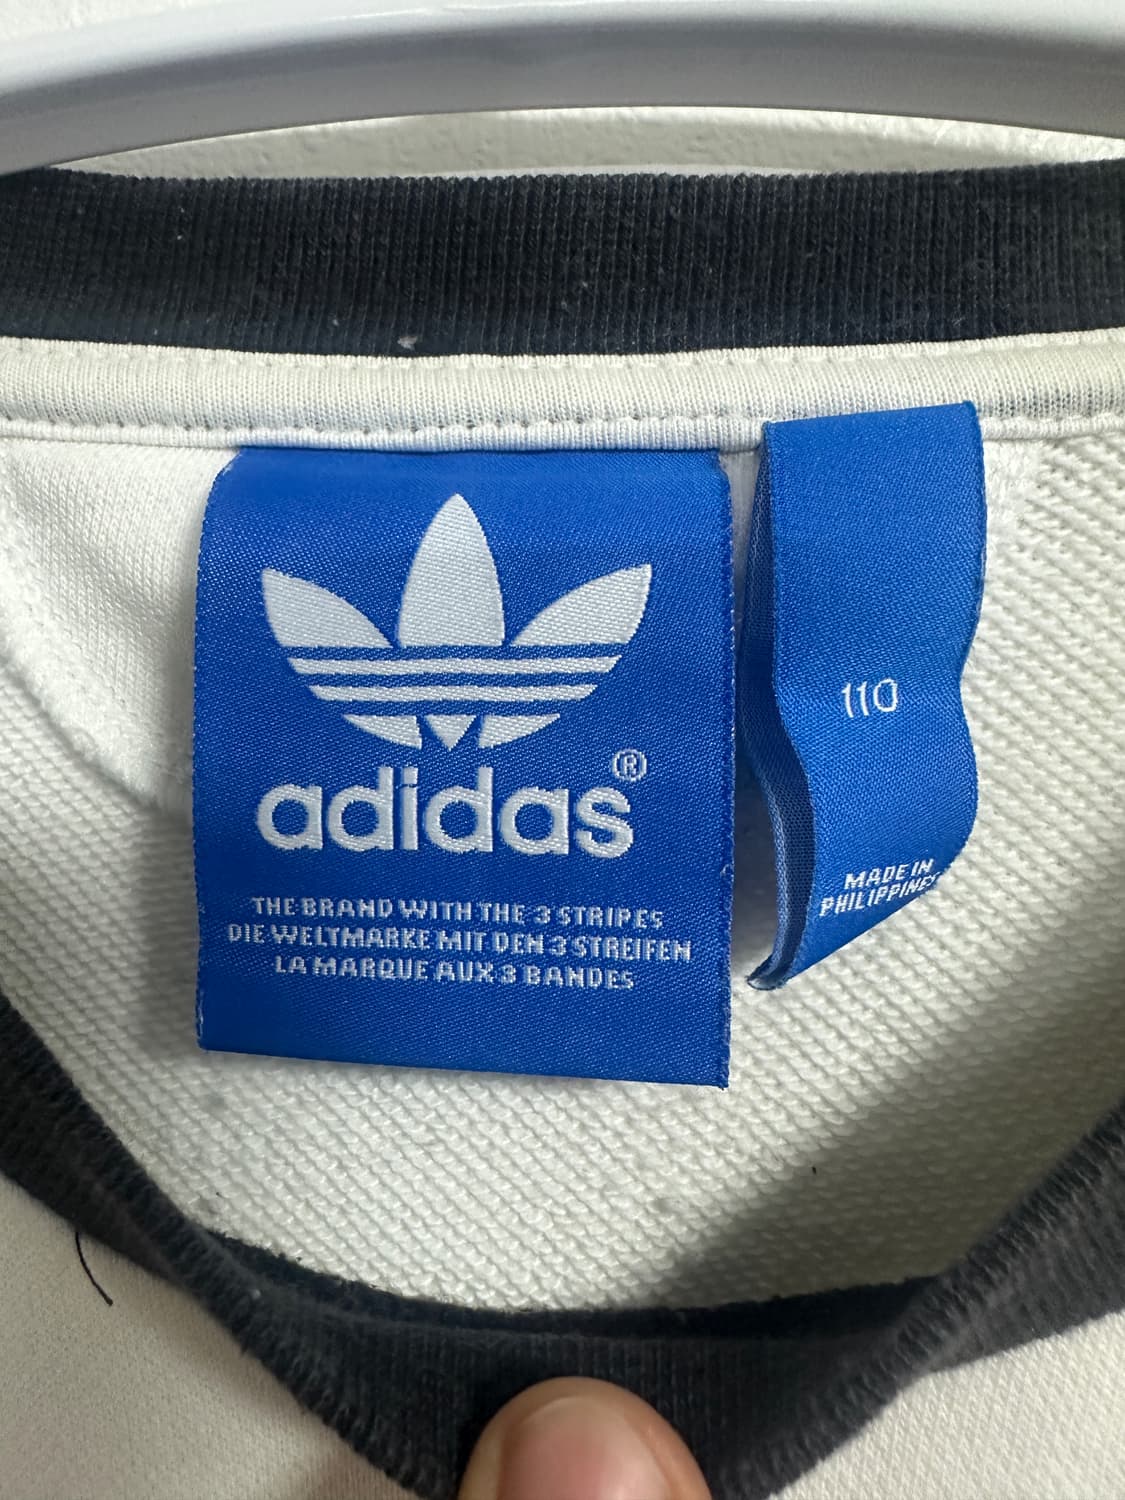 adidas®
THE BRAND WITH THE 3 STRIPES
DIE WELTMARKE MIT DEN 3 STREIFEN
LA MARQUE AUX 3 BANDES
110
MADE IN
PHILIPPINES